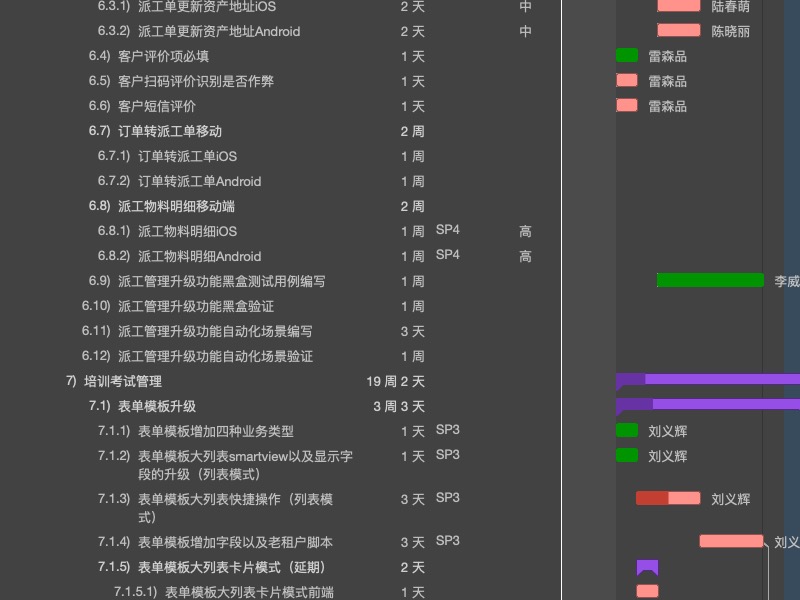 6.3.1) 派工单更新资产地址iOS 2 天 中 陆春萌
6.3.2) 派工单更新资产地址Android 2 天 中 陈晓丽
6.4) 客户评价项必填 1 天 雷森品
6.5) 客户扫码评价识别是否作弊 1 天 雷森品
6.6) 客户短信评价 1 天 雷森品
6.7) 订单转派工单移动 2 周
6.7.1) 订单转派工单iOS 1 周
6.7.2) 订单转派工单Android 1 周
6.8) 派工物料明细移动端 2 周
6.8.1) 派工物料明细iOS 1 周 SP4 高
6.8.2) 派工物料明细Android 1 周 SP4 高
6.9) 派工管理升级功能黑盒测试用例编写 1 周 李威
6.10) 派工管理升级功能黑盒验证 1 周
6.11) 派工管理升级功能自动化场景编写 3 天
6.12) 派工管理升级功能自动化场景验证 1 周
7) 培训考试管理 19 周 2 天
7.1) 表单模板升级 3 周 3 天
7.1.1) 表单模板增加四种业务类型 1 天 SP3 刘义辉
7.1.2) 表单模板大列表smartview以及显示字 1 天 SP3 刘义辉
段的升级（列表模式）
7.1.3) 表单模板大列表快捷操作（列表模 3 天 SP3 刘义辉
式）
7.1.4) 表单模板增加字段以及老租户脚本 3 天 SP3 刘义
7.1.5) 表单模板大列表卡片模式（延期） 2 天
7.1.5.1) 表单模板大列表卡片模式前端 1 天